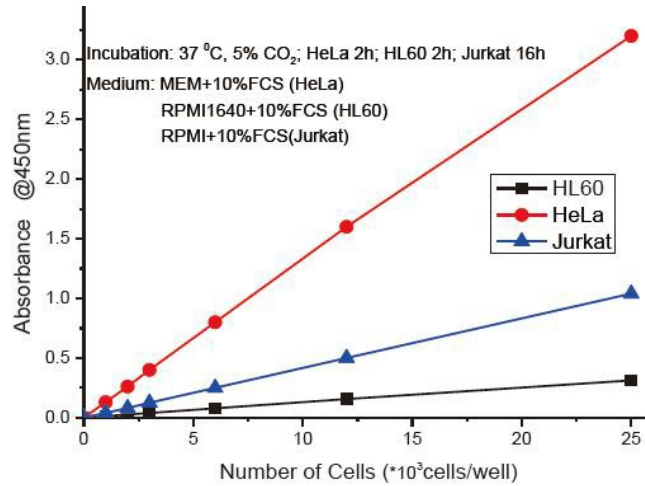 Incubation: 37 ⁰C, 5% CO₂; HeLa 2h; HL60 2h; Jurkat 16h
Medium: MEM+10%FCS (HeLa)
RPMI1640+10%FCS (HL60)
RPMI+10%FCS(Jurkat)
HL60
HeLa
Jurkat
Absorbance @450nm
3.0
2.5
2.0
1.5
1.0
0.5
0.0
0
5
10
15
20
25
Number of Cells (*10³cells/well)